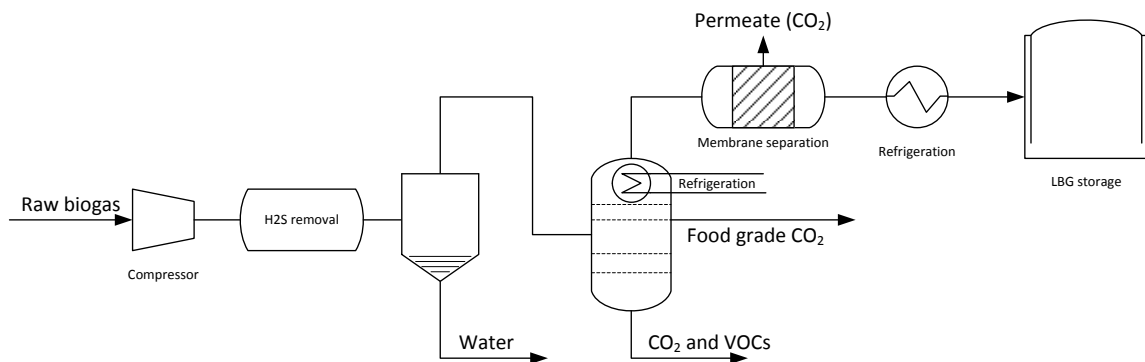 Permeate (CO₂)
Membrane separation
Refrigeration
LBG storage
Refrigeration
Raw biogas
H2S removal
Food grade CO₂
Compressor
Water
CO₂ and VOCs